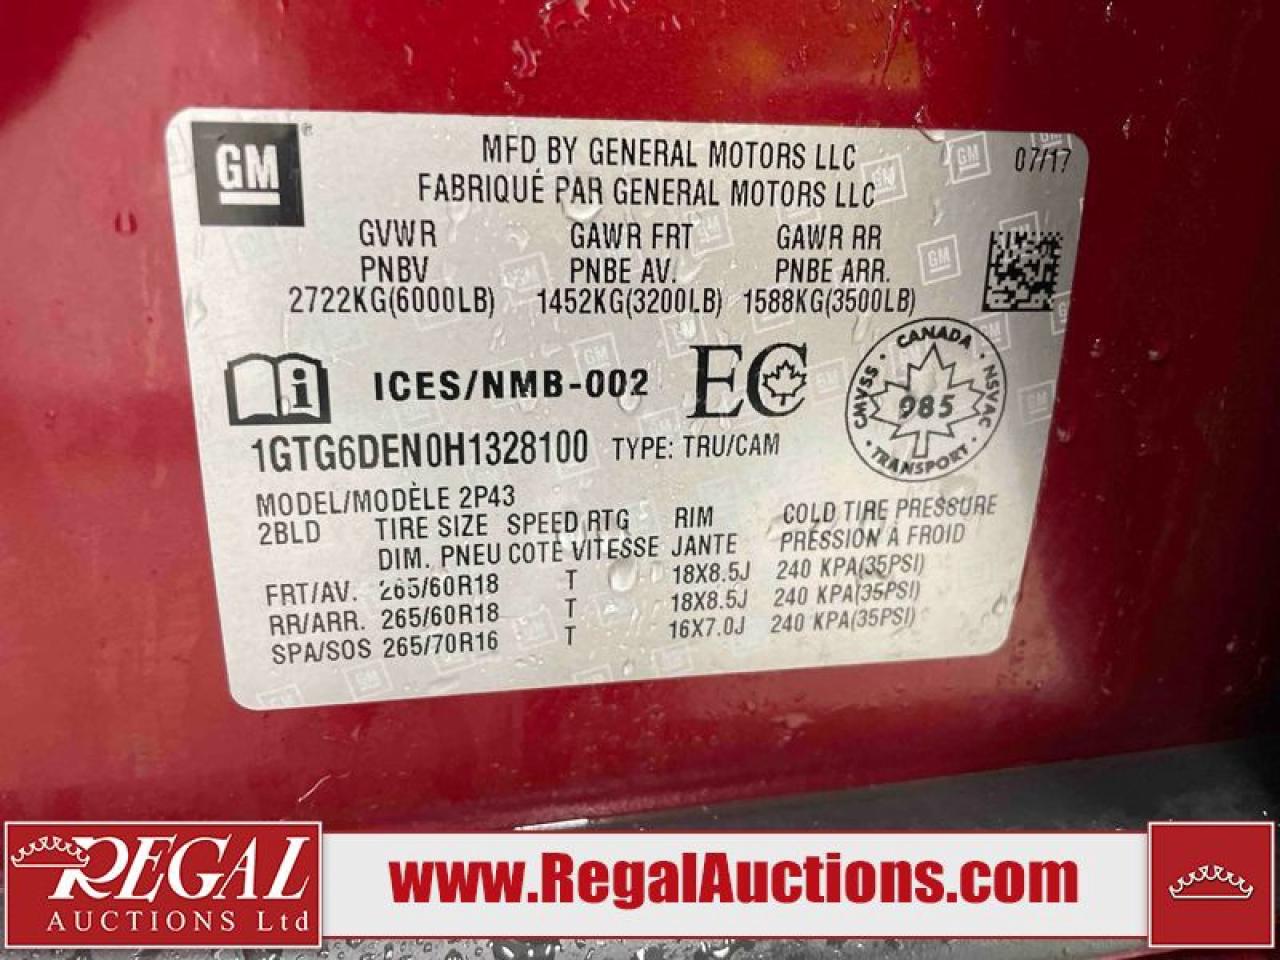 GM
MFD BY GENERAL MOTORS LLC
07/17
FABRIQUÉ PAR GENERAL MOTORS LLC
GVWR GAWR FRT GAWR RR
PNBV PNBE AV. PNBE ARR.
2722KG(6000LB) 1452KG(3200LB) 1588KG(3500LB)
ICES/NMB-002 EC
CANADA CMVSS NSVAC 985 TRANSPORT
1GTG6DEN0H1328100 TYPE: TRU/CAM
MODEL/MODÈLE 2P43
2BLD TIRE SIZE SPEED RTG RIM COLD TIRE PRESSURE
DIM. PNEU COTE VITESSE JANTE PRESSION À FROID
FRT/AV. 265/60R18 T 18X8.5J 240 KPA(35PSI)
RR/ARR. 265/60R18 T 18X8.5J 240 KPA(35PSI)
SPA/SOS 265/70R16 T 16X7.0J 240 KPA(35PSI)
REGAL
AUCTIONS Ltd
www.RegalAuctions.com